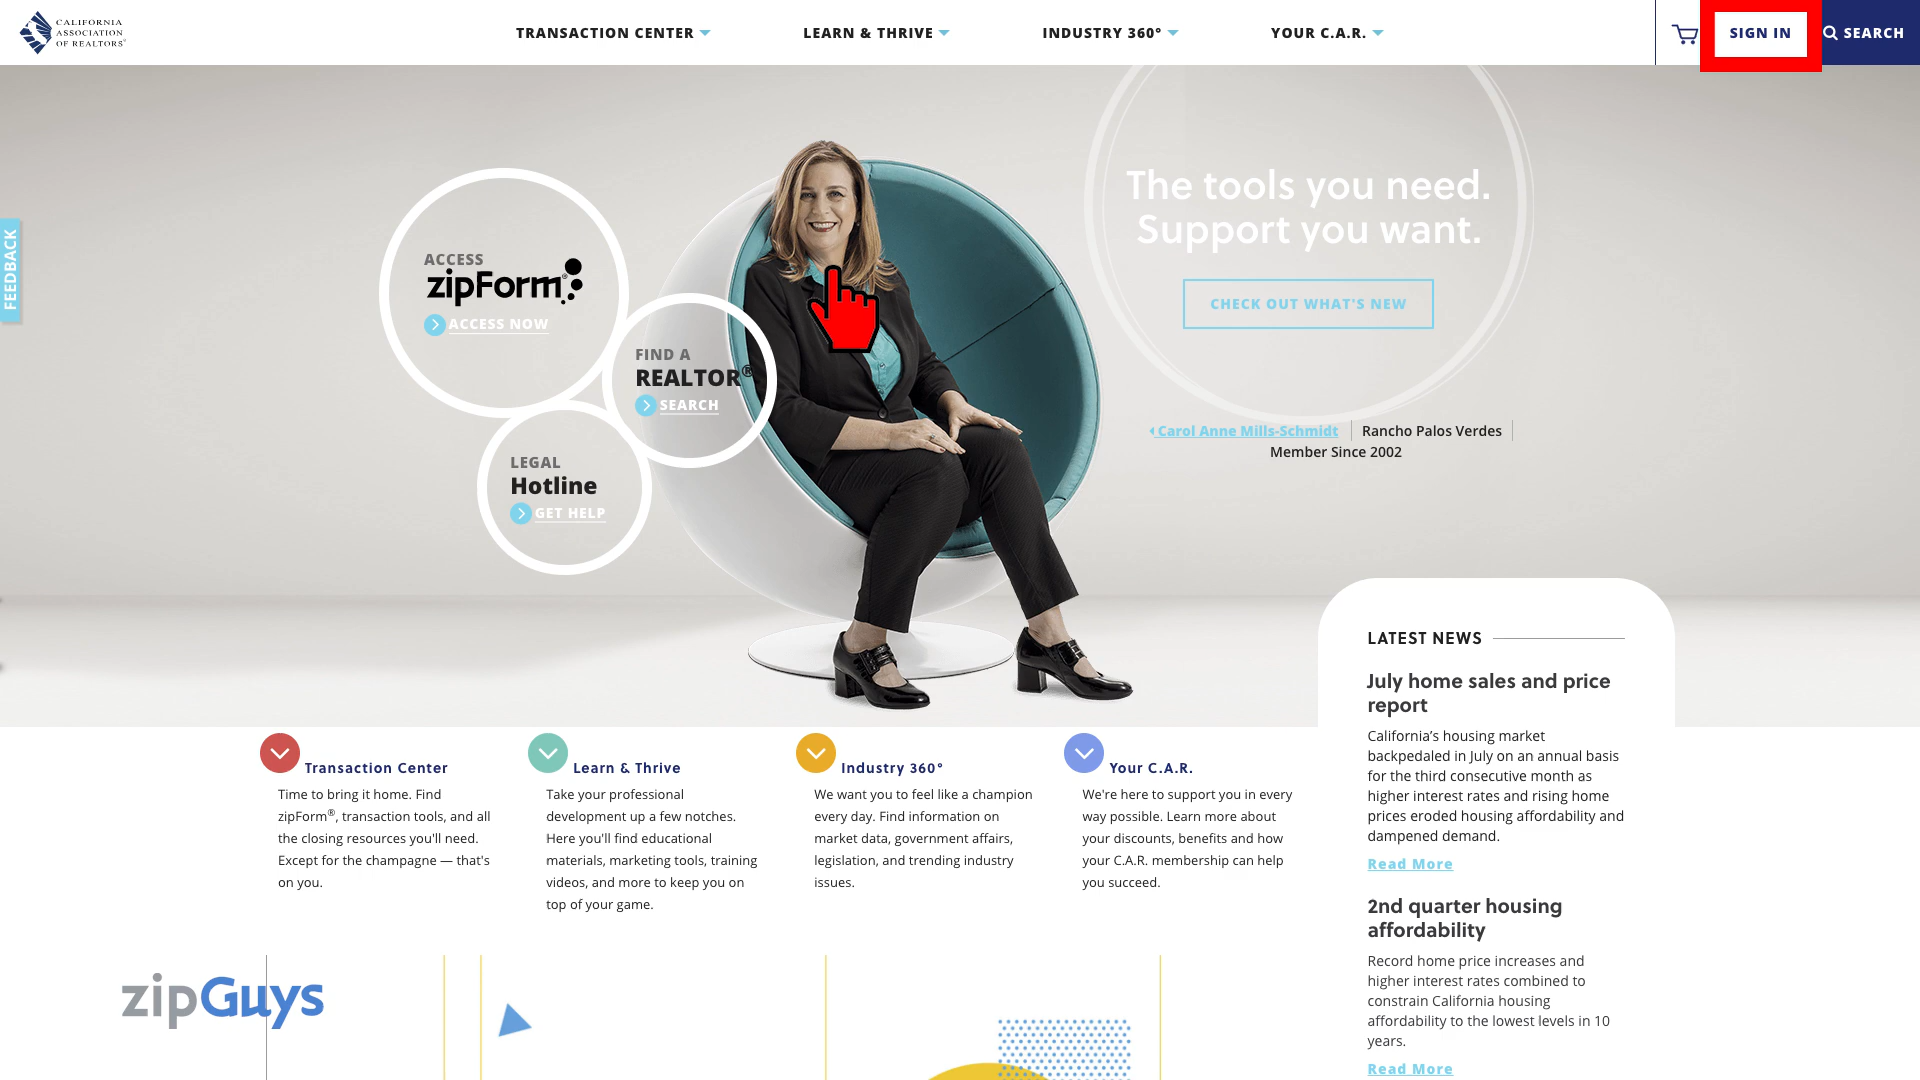 CALIFORNIA
ASSOCIATION
OF REALTORS®
TRANSACTION CENTER
LEARN & THRIVE
INDUSTRY 360°
YOUR C.A.R.
SIGN IN
SEARCH
FEEDBACK
ACCESS
zipForm®
ACCESS NOW
FIND A
REALTOR®
SEARCH
LEGAL
Hotline
GET HELP
The tools you need.
Support you want.
CHECK OUT WHAT'S NEW
Carol Anne Mills-Schmidt
Rancho Palos Verdes
Member Since 2002
LATEST NEWS
July home sales and price
report
California’s housing market
backpedaled in July on an annual basis
for the third consecutive month as
higher interest rates and rising home
prices eroded housing affordability and
dampened demand.
Read More
2nd quarter housing
affordability
Record home price increases and
higher interest rates combined to
constrain California housing
affordability to the lowest levels in 10
years.
Read More
Transaction Center
Time to bring it home. Find
zipForm®, transaction tools, and all
the closing resources you'll need.
Except for the champagne — that's
on you.
Learn & Thrive
Take your professional
development up a few notches.
Here you'll find educational
materials, marketing tools, training
videos, and more to keep you on
top of your game.
Industry 360°
We want you to feel like a champion
every day. Find information on
market data, government affairs,
legislation, and trending industry
issues.
Your C.A.R.
We're here to support you in every
way possible. Learn more about
your discounts, benefits and how
your C.A.R. membership can help
you succeed.
zipGuys